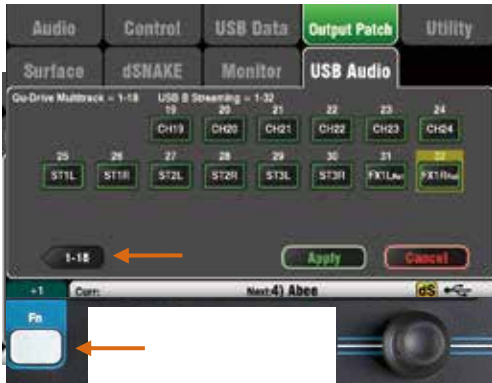 Audio Control USB Data Output Patch Utility
Surface dSNAKE Monitor USB Audio
Qu-Drive Multitrack = 1-18 USB B Streaming = 1-32
19 20 21 22 23 24
CH19 CH20 CH21 CH22 CH23 CH24
25 26 27 28 29 30 31 32
ST1L ST1R ST2L ST2R ST3L ST3R FX1LRet FX1RRet
1-18 Apply Cancel
+1 Curr: Next:4) Abee dS
Fn